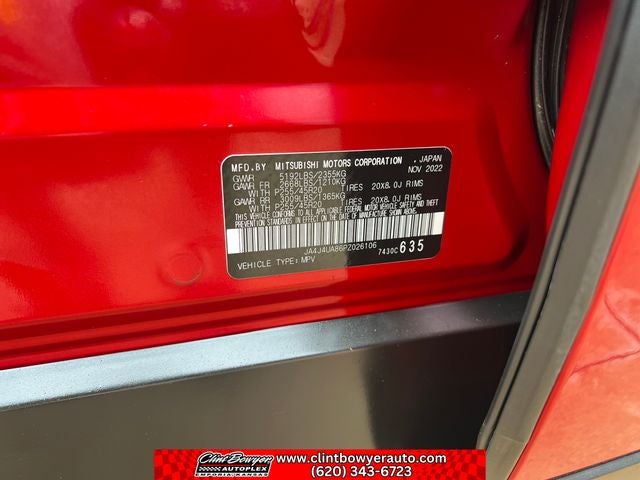 MFD.BY MITSUBISHI MOTORS CORPORATION . JAPAN
GVWR 5192LBS/2355KG NOV 2022
GAWR FR 2668LBS/1210KG
WITH P255/45R20 TIRES 20X8.0J RIMS
GAWR RR 3009LBS/1365KG
WITH P255/45R20 TIRES 20X8.0J RIMS
THIS VEHICLE CONFORMS TO ALL APPLICABLE FEDERAL MOTOR VEHICLE SAFETY AND
THEFT PREVENTION STANDARDS IN EFFECT ON THE DATE OF MANUFACTURE SHOWN ABOVE.
JA4J4UA86PZ026106
7430C 635
VEHICLE TYPE: MPV
Clint Bowyer
AUTOPLEX
EMPORIA, KANSAS
www.clintbowyerauto.com
(620) 343-6723